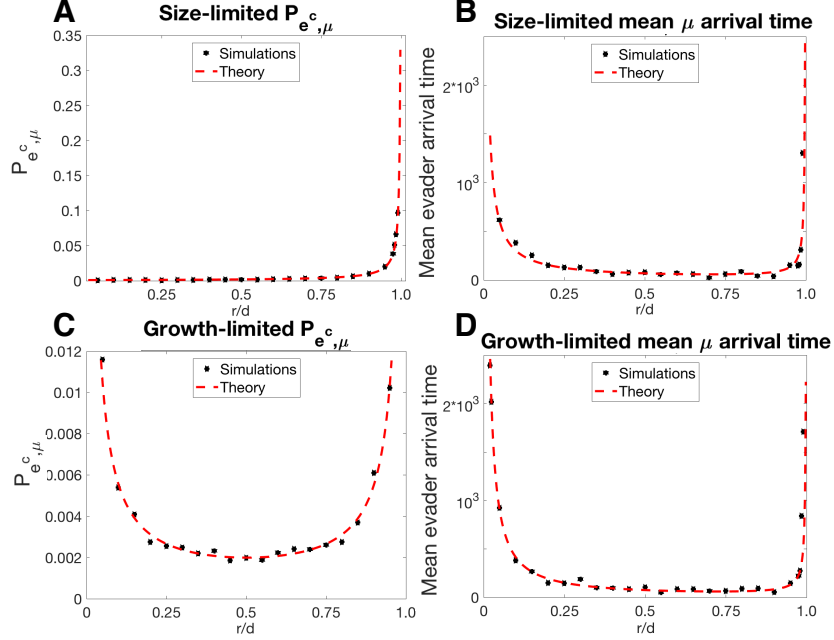 A
Size-limited P e^c,μ
Simulations
Theory
P e^c,μ
0.35
0.3
0.25
0.2
0.15
0.1
0.05
0
0.25
0.5
0.75
1.0
r/d
B
Size-limited mean μ arrival time
Simulations
Theory
Mean evader arrival time
2*10^3
10^3
0
0
0.25
0.5
0.75
1.0
r/d
C
Growth-limited P e^c,μ
Simulations
Theory
P e^c,μ
0.012
0.01
0.008
0.006
0.004
0.002
0
0
0.25
0.5
0.75
1.0
r/d
D
Growth-limited mean μ arrival time
Simulations
Theory
Mean evader arrival time
2*10^3
10^3
0
0
0.25
0.5
0.75
1.0
r/d